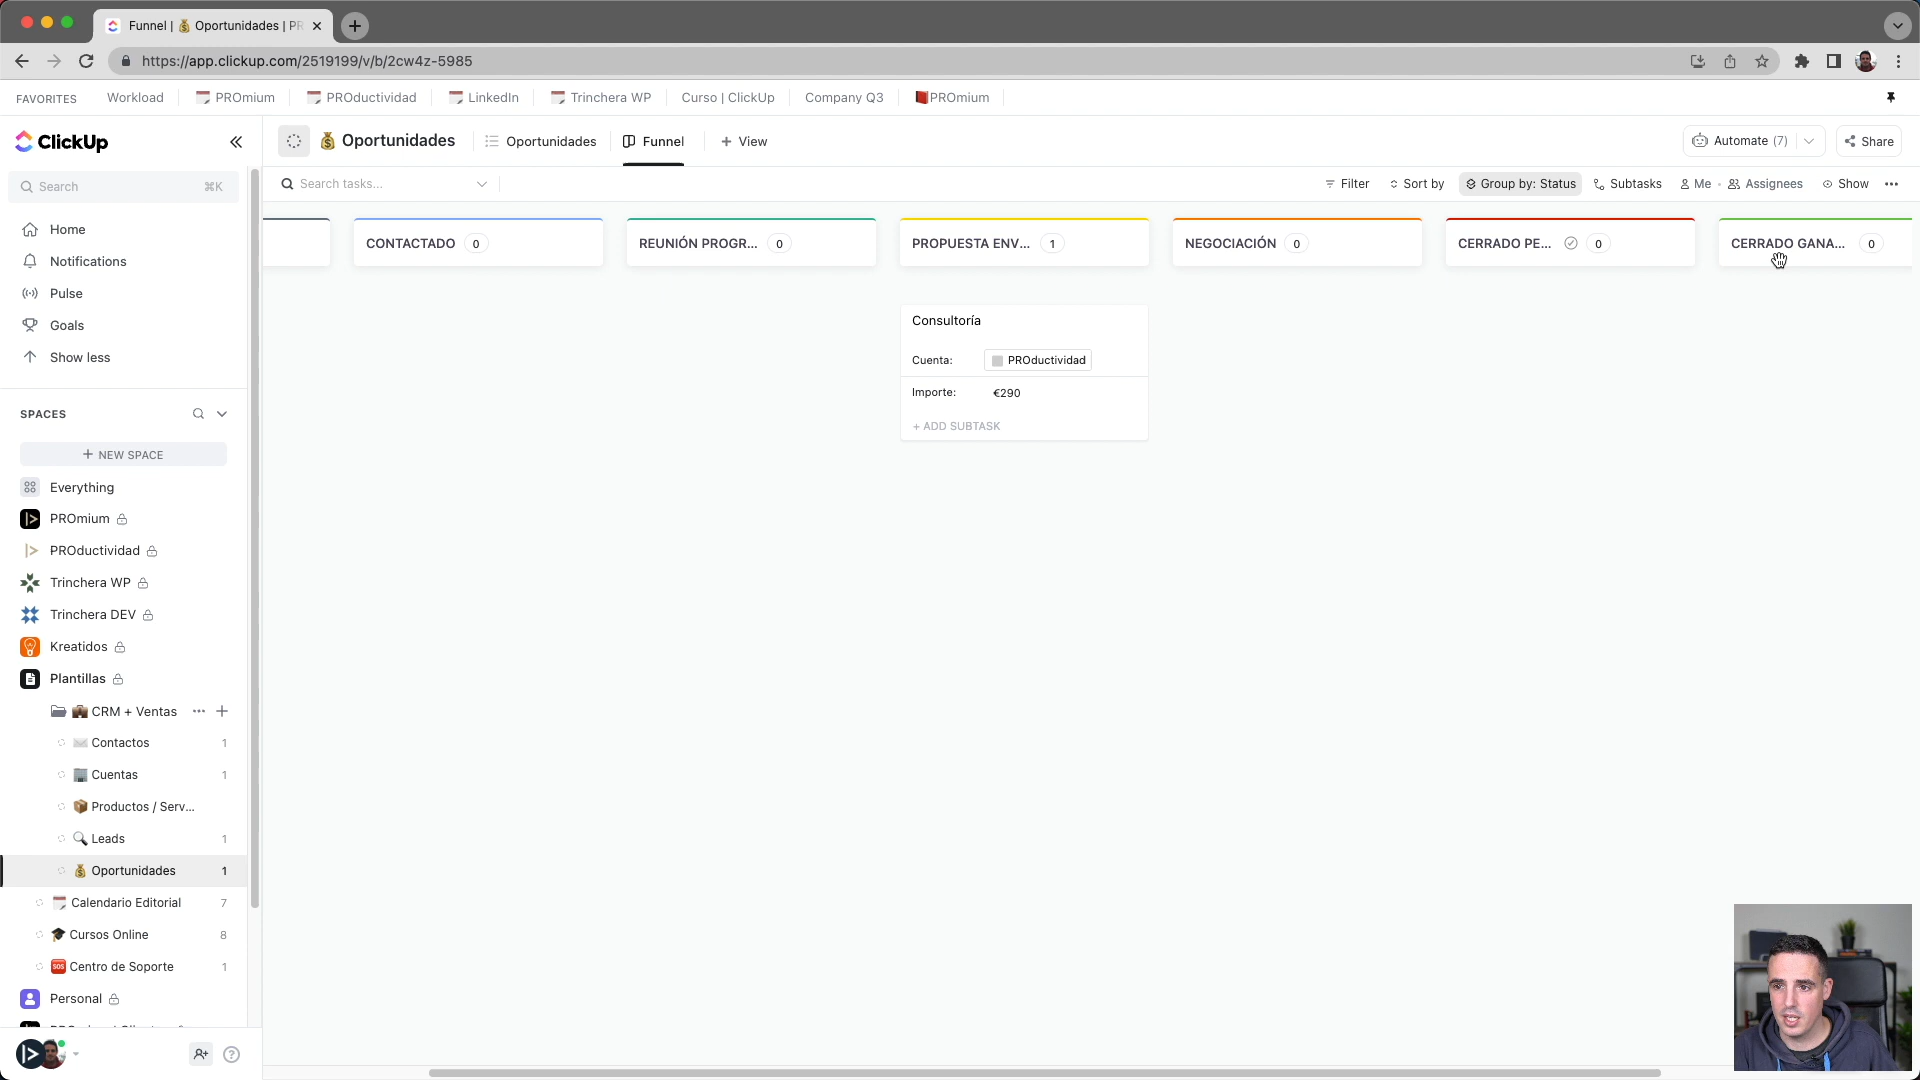 Funnel | 💰 Oportunidades | PR
https://app.clickup.com/2519199/v/b/2cw4z-5985
FAVORITES
Workload
PROmium
PROductividad
LinkedIn
Trinchera WP
Curso | ClickUp
Company Q3
PROmium
ClickUp
Oportunidades
Oportunidades
Funnel
+ View
Automate (7)
Share
Search
⌘K
Search tasks...
Filter
Sort by
Group by: Status
Subtasks
Me
Assignees
Show
Home
Notifications
Pulse
Goals
Show less
SPACES
+ NEW SPACE
Everything
PROmium
PROductividad
Trinchera WP
Trinchera DEV
Kreatidos
Plantillas
CRM + Ventas
Contactos 1
Cuentas 1
Productos / Serv...
Leads 1
Oportunidades 1
Calendario Editorial 7
Cursos Online 8
SOS Centro de Soporte 1
Personal
CONTACTADO 0
REUNIÓN PROGR... 0
PROPUESTA ENV... 1
NEGOCIACIÓN 0
CERRADO PE... 0
CERRADO GANA... 0
Consultoría
Cuenta: PROductividad
Importe: €290
+ ADD SUBTASK